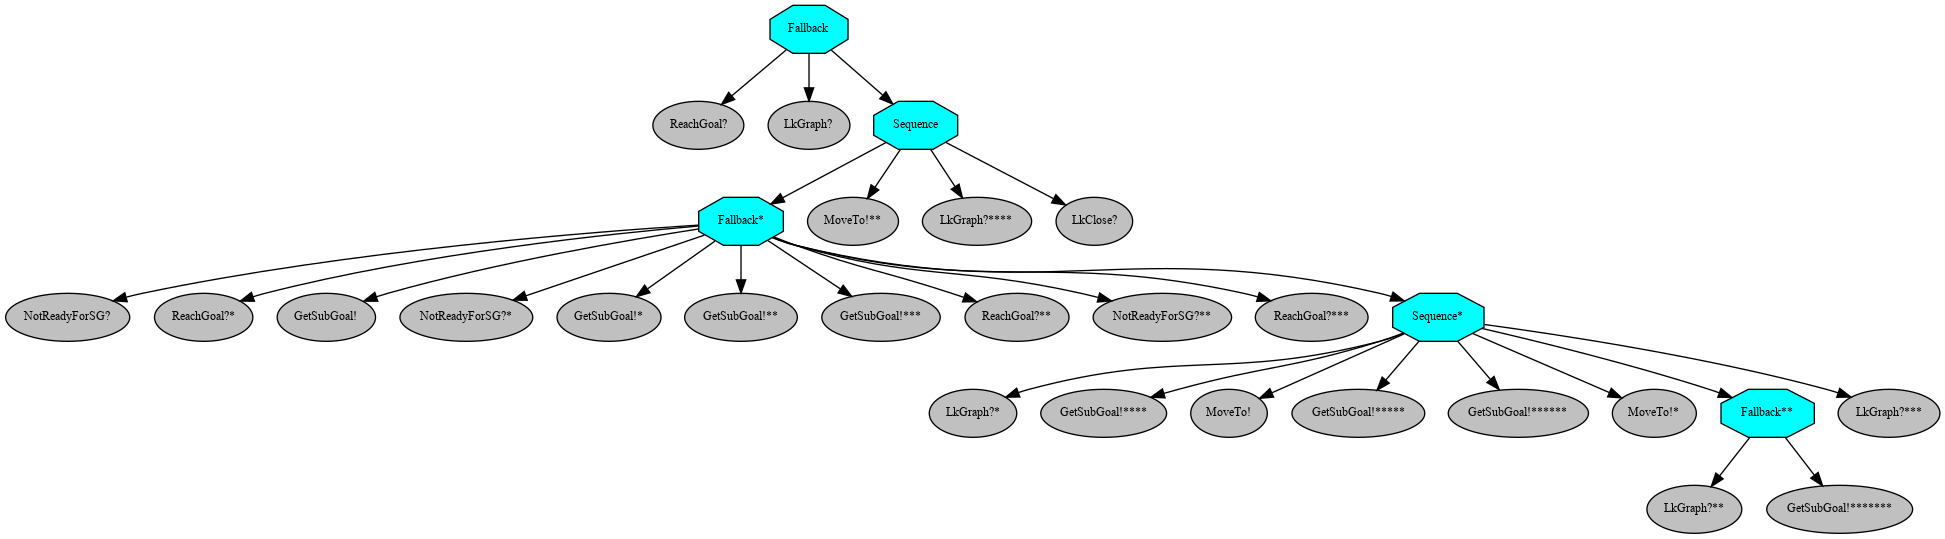 Fallback
ReachGoal?
LkGraph?
Sequence
Fallback*
MoveTo!**
LkGraph?****
LkClose?
NotReadyForSG?
ReachGoal?*
GetSubGoal!
NotReadyForSG?*
GetSubGoal!*
GetSubGoal!**
GetSubGoal!***
ReachGoal?**
NotReadyForSG?**
ReachGoal?***
Sequence*
LkGraph?*
GetSubGoal!****
MoveTo!
GetSubGoal!*****
GetSubGoal!******
MoveTo!*
Fallback**
LkGraph?***
LkGraph?**
GetSubGoal!*******